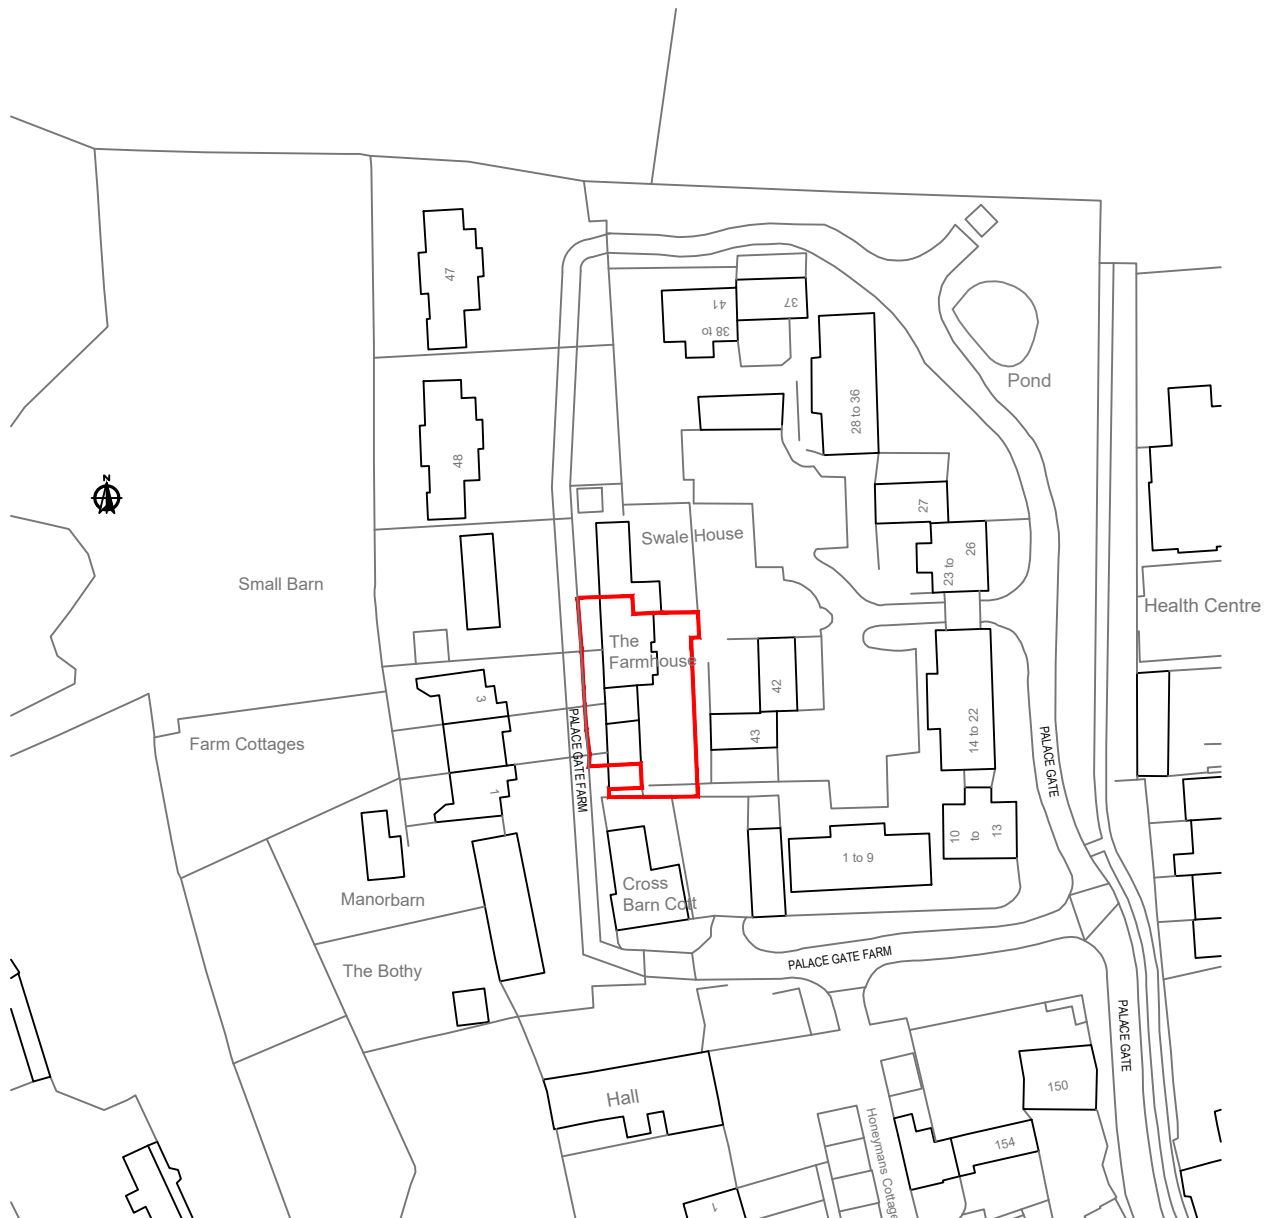 N
47
41
38 to
37
Pond
28 to 36
48
27
Swale House
26
23 to
Small Barn
Health Centre
The
Farmhouse
42
3
43
14 to 22
Farm Cottages
PALACE GATE FARM
PALACE GATE
1
10
to
13
1 to 9
Cross
Barn Cott
Manorbarn
The Bothy
PALACE GATE FARM
PALACE GATE
Hall
150
Honeymans Cottage
154
1